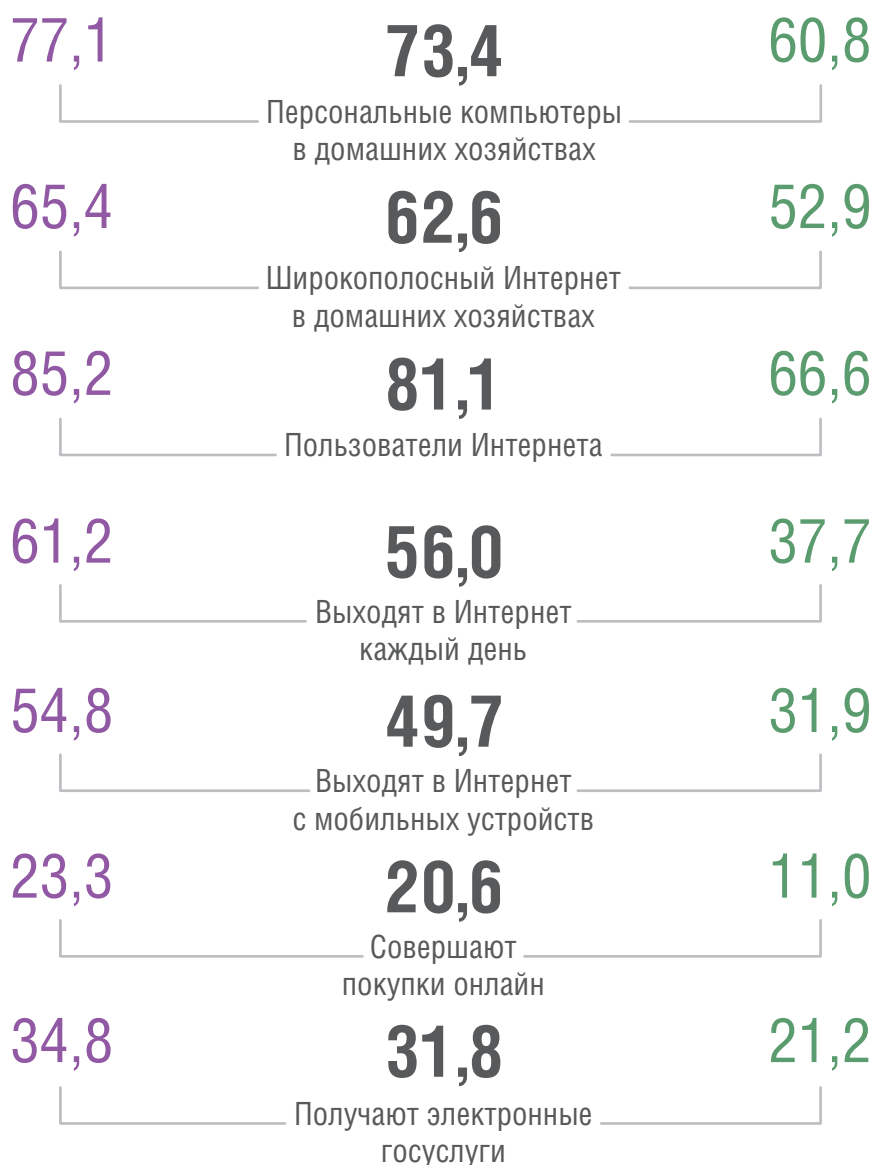 77,1 73,4 60,8
Персональные компьютеры
в домашних хозяйствах
65,4 62,6 52,9
Широкополосный Интернет
в домашних хозяйствах
85,2 81,1 66,6
Пользователи Интернета
61,2 56,0 37,7
Выходят в Интернет
каждый день
54,8 49,7 31,9
Выходят в Интернет
с мобильных устройств
23,3 20,6 11,0
Совершают
покупки онлайн
34,8 31,8 21,2
Получают электронные
госуслуги